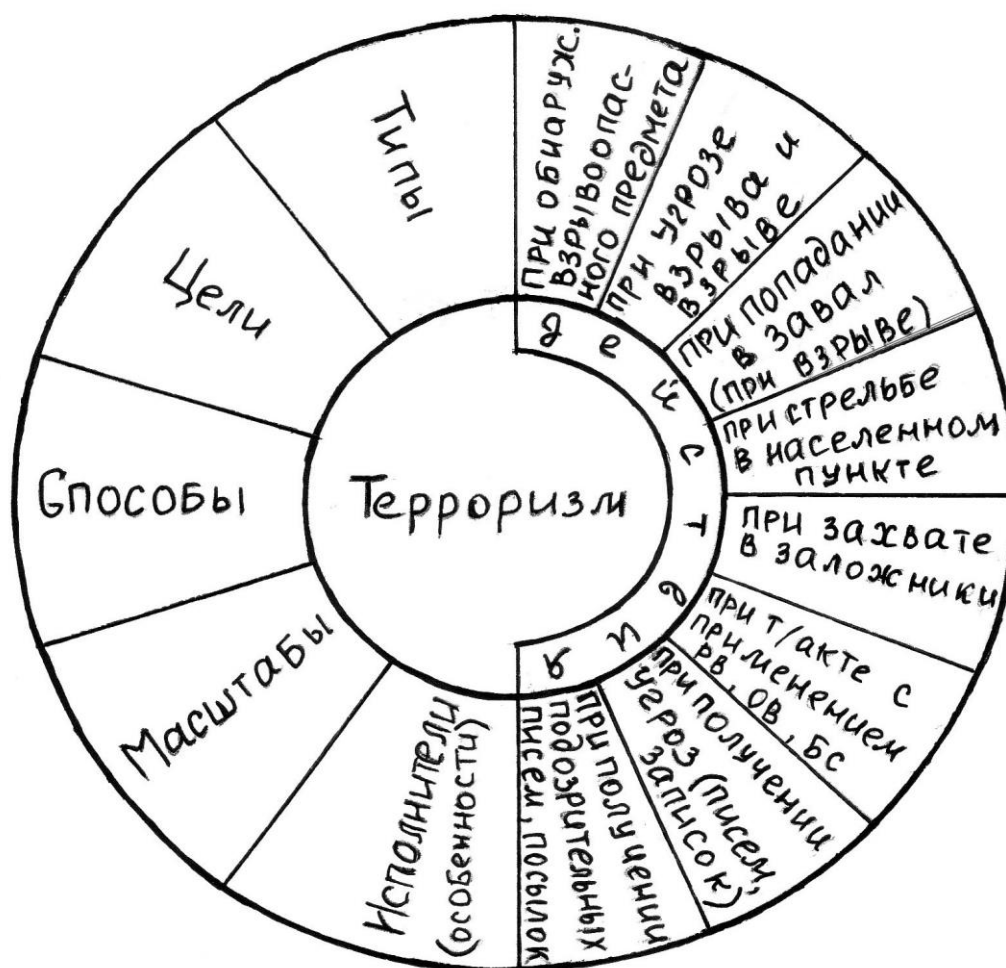 Терроризм
Типы
Цели
Способы
Масштабы
Исполнители
(особенности)
действия
при обнаруж.
взрывоопас-
ного предмета
при угрозе
взрыва и
взрыве
при попадании
в завал
(при взрыве)
при стрельбе
в населенном
пункте
при захвате
в заложники
при т/акте с
применением
РВ, ОВ, БС
при получении
угроз (писем,
записок)
при получении
подозрительных
писем, посылок